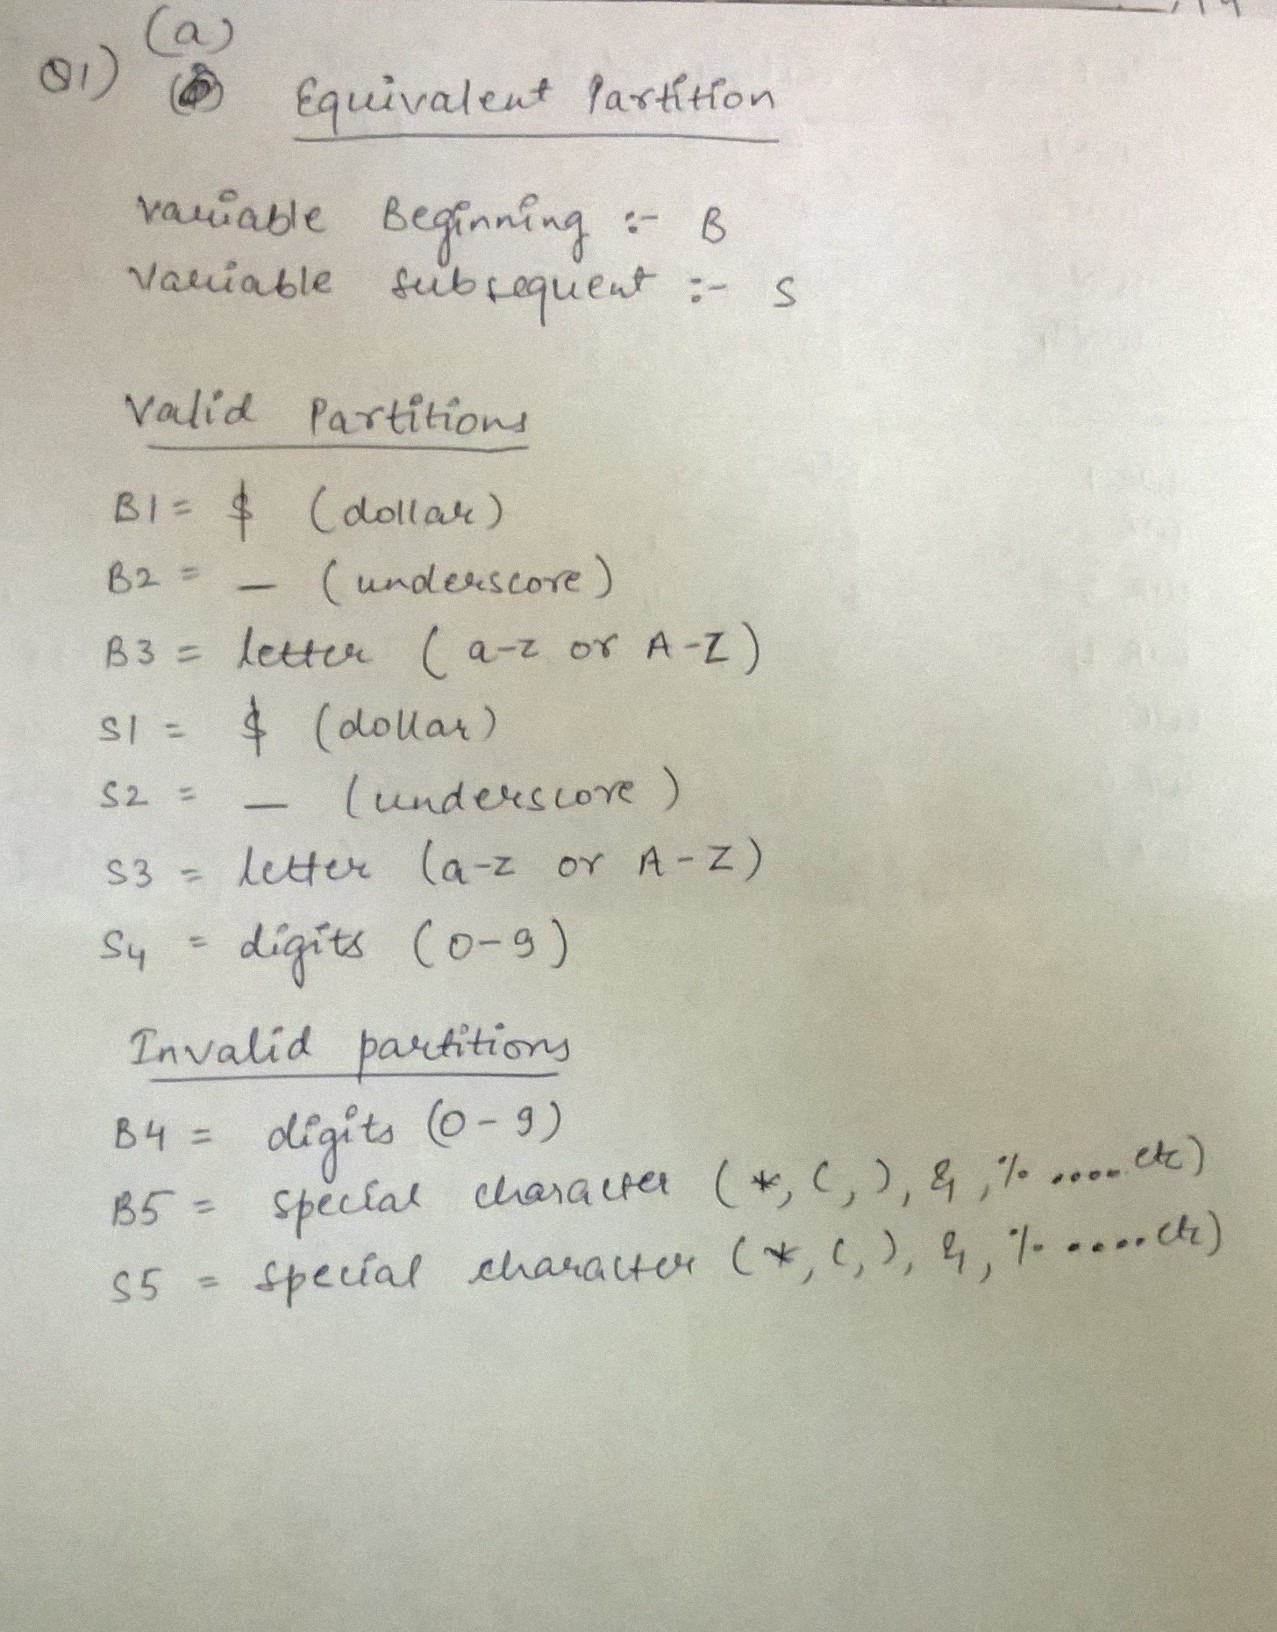 (a)
Q1)
Equivalent Partition
Variable Beginning :- B
Variable subsequent :- S
Valid Partitions
B1 = $ (dollar)
B2 = _ (underscore)
B3 = letter (a-z or A-Z)
S1 = $ (dollar)
S2 = _ (underscore)
S3 = letter (a-z or A-Z)
S4 = digits (0-9)
Invalid partitions
B4 = digits (0-9)
B5 = special character (*, (, ), &, % ..... etc)
S5 = special character (*, (, ), &, % ..... etc)